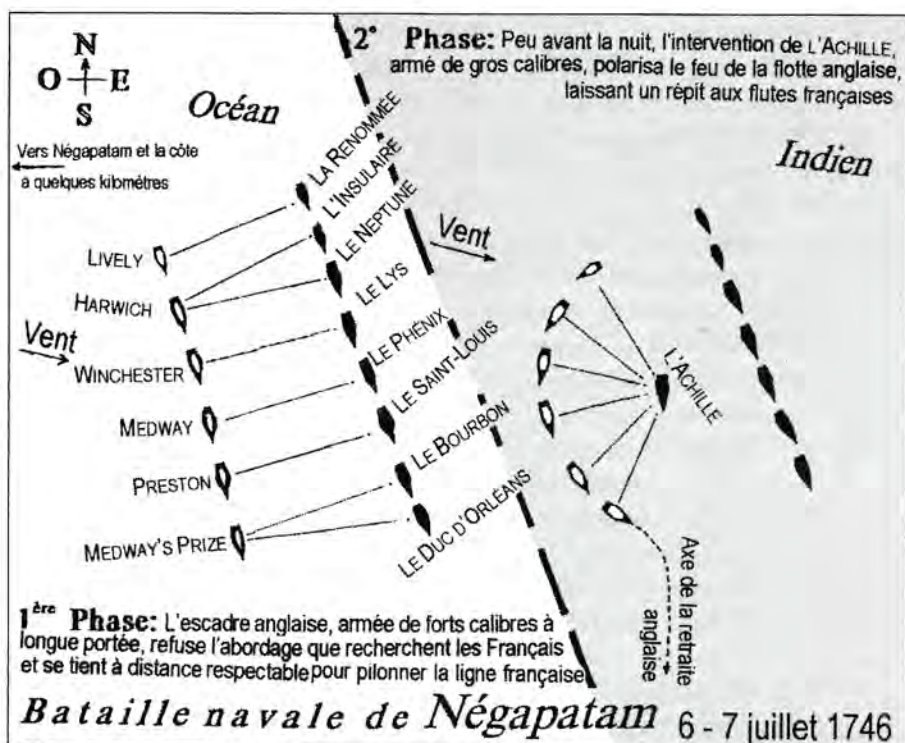 N
O E
S
Océan
Vers Négapatam et la côte
a quelques kilomètres
2° Phase: Peu avant la nuit, l'intervention de L'ACHILLE,
armé de gros calibres, polarisa le feu de la flotte anglaise,
laissant un répit aux flutes françaises
Indien
LA RENOMMÉE
L'INSULAIRE
LE NEPTUNE
LE LYS
LE PHÉNIX
LE SAINT-LOUIS
LE BOURBON
LE DUC D'ORLÉANS
LIVELY
HARWICH
Vent
WINCHESTER
MEDWAY
PRESTON
MEDWAY'S PRIZE
Vent
L'ACHILLE
Axe de la retraite
anglaise
1ère Phase: L'escadre anglaise, armée de forts calibres à
longue portée, refuse l'abordage que recherchent les Français
et se tient à distance respectable pour pilonner la ligne française
Bataille navale de Négapatam 6 - 7 juillet 1746